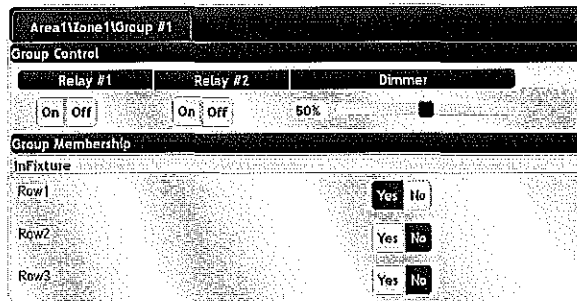 Area1\Zone1\Group #1
Group Control
Relay #1 Relay #2 Dimmer
On Off On Off 50%
Group Membership
InFixture
Row1 Yes No
Row2 Yes No
Row3 Yes No